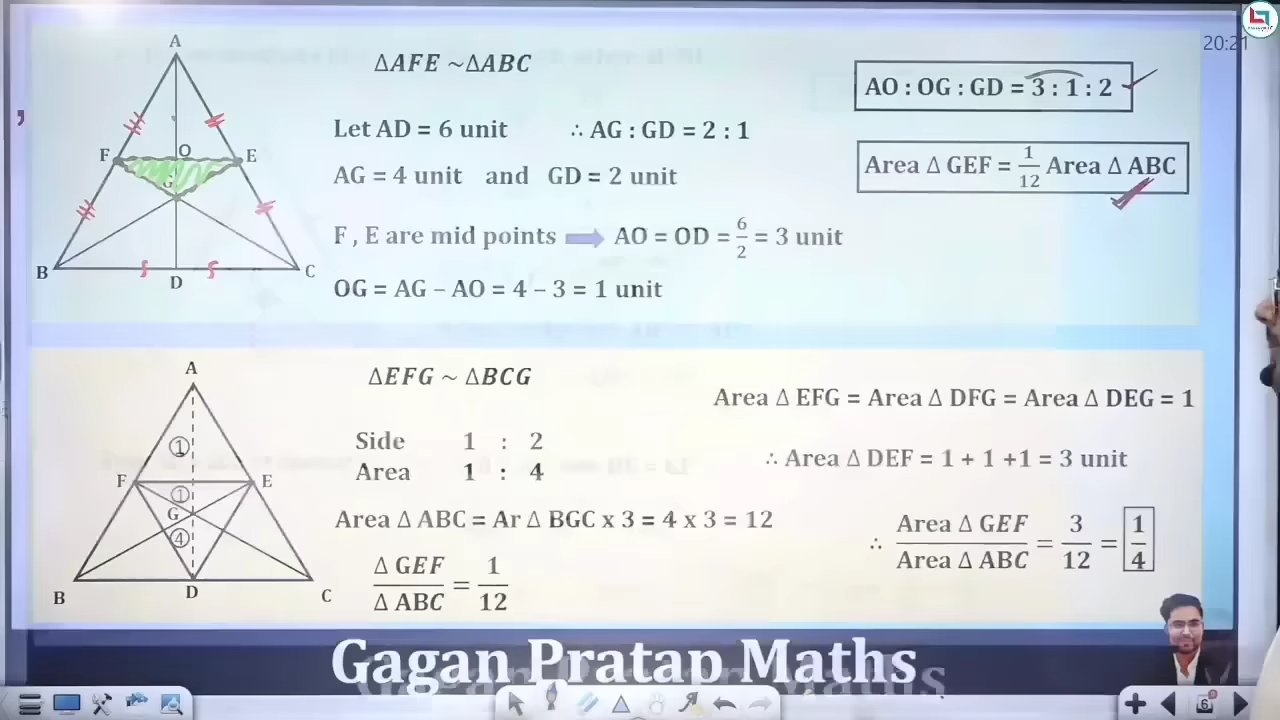 20:21
A
F
O
E
G
B
D
C
ΔAFE ~ΔABC
Let AD = 6 unit ∴ AG : GD = 2 : 1
AG = 4 unit and GD = 2 unit
F , E are mid points ➡ AO = OD = 6/2 = 3 unit
OG = AG – AO = 4 – 3 = 1 unit
AO : OG : GD = 3 : 1 : 2
Area Δ GEF = 1/12 Area Δ ABC
A
①
F
E
①
G
④
B
D
C
ΔEFG ~ ΔBCG
Side 1 : 2
Area 1 : 4
Area Δ ABC = Ar Δ BGC x 3 = 4 x 3 = 12
Δ GEF / Δ ABC = 1/12
Area Δ EFG = Area Δ DFG = Area Δ DEG = 1
∴ Area Δ DEF = 1 + 1 +1 = 3 unit
∴ Area Δ GEF / Area Δ ABC = 3/12 = 1/4
Gagan Pratap Maths
6